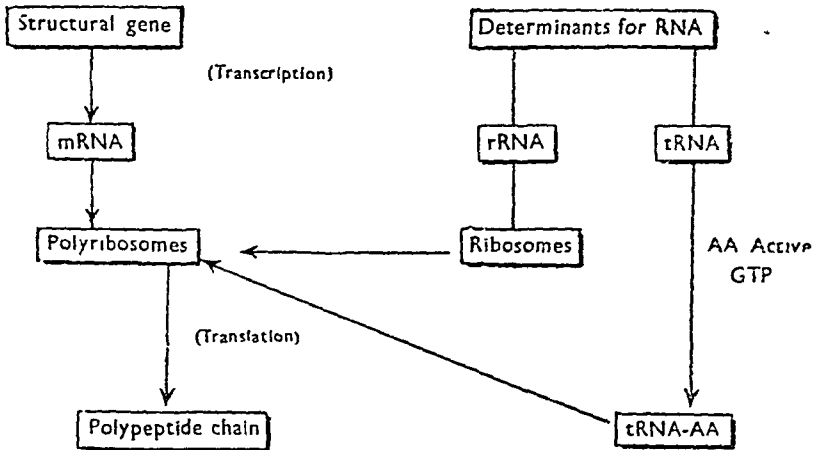 Structural gene
Determinants for RNA
(Transcription)
mRNA
rRNA
tRNA
Polyribosomes
Ribosomes
AA Active
GTP
(Translation)
Polypeptide chain
tRNA-AA